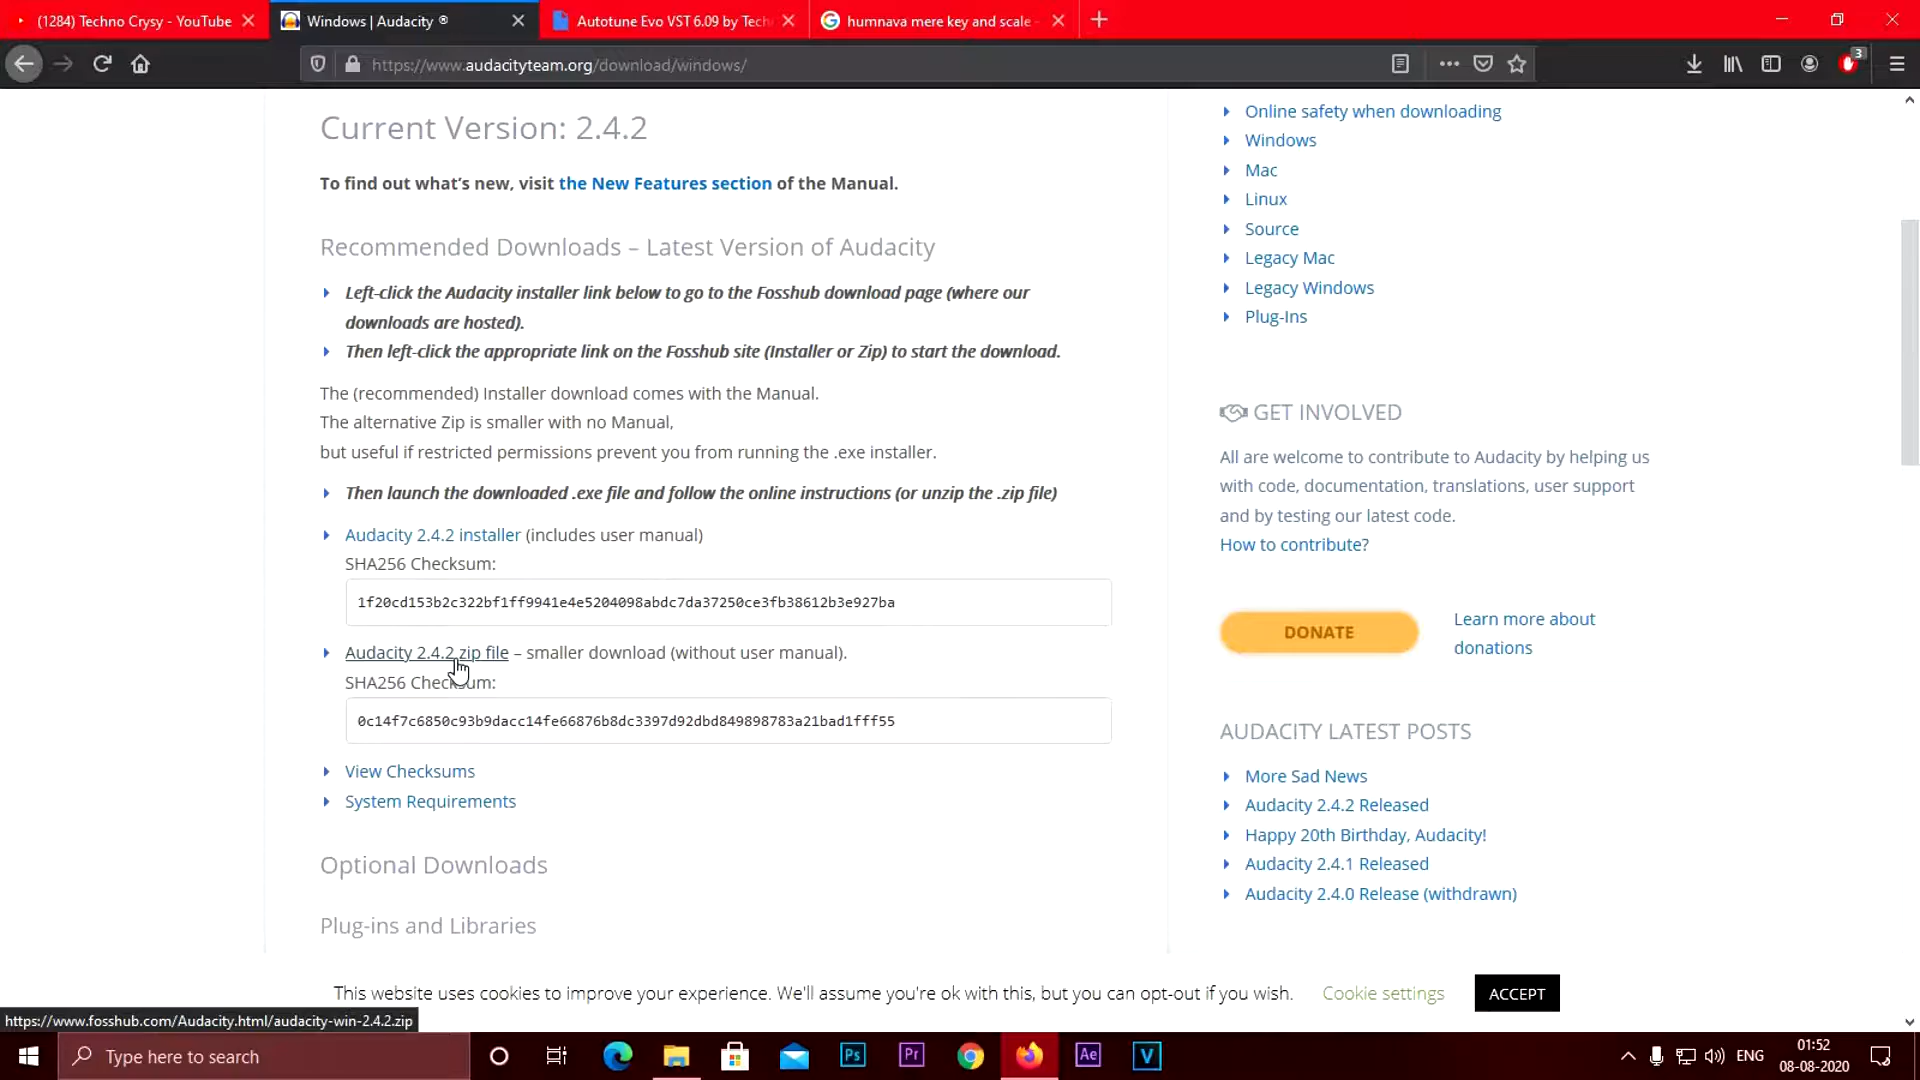 (1284) Techno Crysy - YouTube
Windows | Audacity ®
Autotune Evo VST 6.09 by Tech
humnava mere key and scale -
https://www.audacityteam.org/download/windows/
3
Current Version: 2.4.2
To find out what's new, visit the New Features section of the Manual.
Recommended Downloads – Latest Version of Audacity
Left-click the Audacity installer link below to go to the Fosshub download page (where our
downloads are hosted).
Then left-click the appropriate link on the Fosshub site (Installer or Zip) to start the download.
The (recommended) Installer download comes with the Manual.
The alternative Zip is smaller with no Manual,
but useful if restricted permissions prevent you from running the .exe installer.
Then launch the downloaded .exe file and follow the online instructions (or unzip the .zip file)
Audacity 2.4.2 installer (includes user manual)
SHA256 Checksum:
1f20cd153b2c322bf1ff9941e4e5204098abdc7da37250ce3fb38612b3e927ba
Audacity 2.4.2 zip file – smaller download (without user manual).
SHA256 Checksum:
0c14f7c6850c93b9dacc14fe66876b8dc3397d92dbd849898783a21bad1fff55
View Checksums
System Requirements
Optional Downloads
Plug-ins and Libraries
Online safety when downloading
Windows
Mac
Linux
Source
Legacy Mac
Legacy Windows
Plug-Ins
GET INVOLVED
All are welcome to contribute to Audacity by helping us
with code, documentation, translations, user support
and by testing our latest code.
How to contribute?
DONATE
Learn more about
donations
AUDACITY LATEST POSTS
More Sad News
Audacity 2.4.2 Released
Happy 20th Birthday, Audacity!
Audacity 2.4.1 Released
Audacity 2.4.0 Release (withdrawn)
This website uses cookies to improve your experience. We'll assume you're ok with this, but you can opt-out if you wish. Cookie settings ACCEPT
https://www.fosshub.com/Audacity.html/audacity-win-2.4.2.zip
Type here to search
Ps
Pr
Ae
V
ENG
01:52
08-08-2020